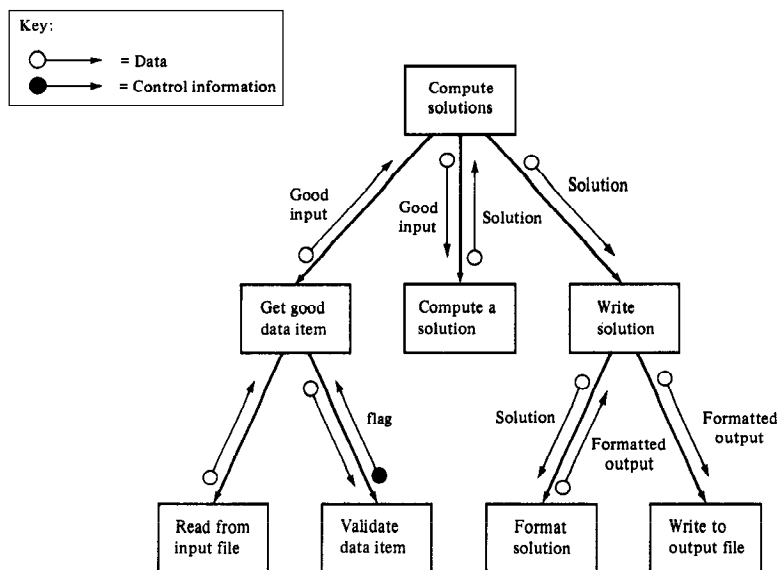 Key:
= Data
= Control information
Compute
solutions
Good
input
Good
input
Solution
Solution
Get good
data item
Compute a
solution
Write
solution
flag
Solution
Formatted
output
Formatted
output
Read from
input file
Validate
data item
Format
solution
Write to
output file